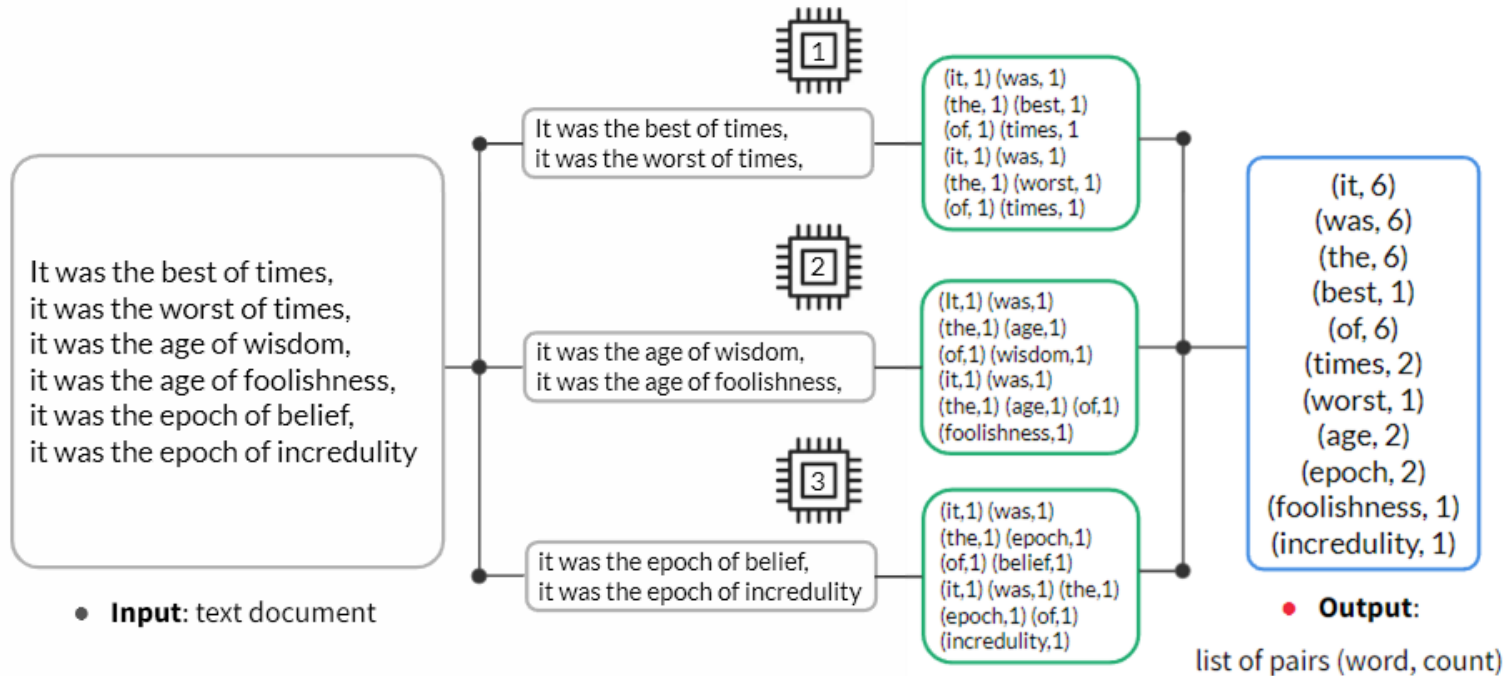 It was the best of times,
it was the worst of times,
it was the age of wisdom,
it was the age of foolishness,
it was the epoch of belief,
it was the epoch of incredulity
● Input: text document
1
It was the best of times,
it was the worst of times,
2
it was the age of wisdom,
it was the age of foolishness,
3
it was the epoch of belief,
it was the epoch of incredulity
(it, 1) (was, 1)
(the, 1) (best, 1)
(of, 1) (times, 1
(it, 1) (was, 1)
(the, 1) (worst, 1)
(of, 1) (times, 1)
(It,1) (was,1)
(the,1) (age,1)
(of,1) (wisdom,1)
(it,1) (was,1)
(the,1) (age,1) (of,1)
(foolishness,1)
(it,1) (was,1)
(the,1) (epoch,1)
(of,1) (belief,1)
(it,1) (was,1) (the,1)
(epoch,1) (of,1)
(incredulity,1)
(it, 6)
(was, 6)
(the, 6)
(best, 1)
(of, 6)
(times, 2)
(worst, 1)
(age, 2)
(epoch, 2)
(foolishness, 1)
(incredulity, 1)
● Output:
list of pairs (word, count)